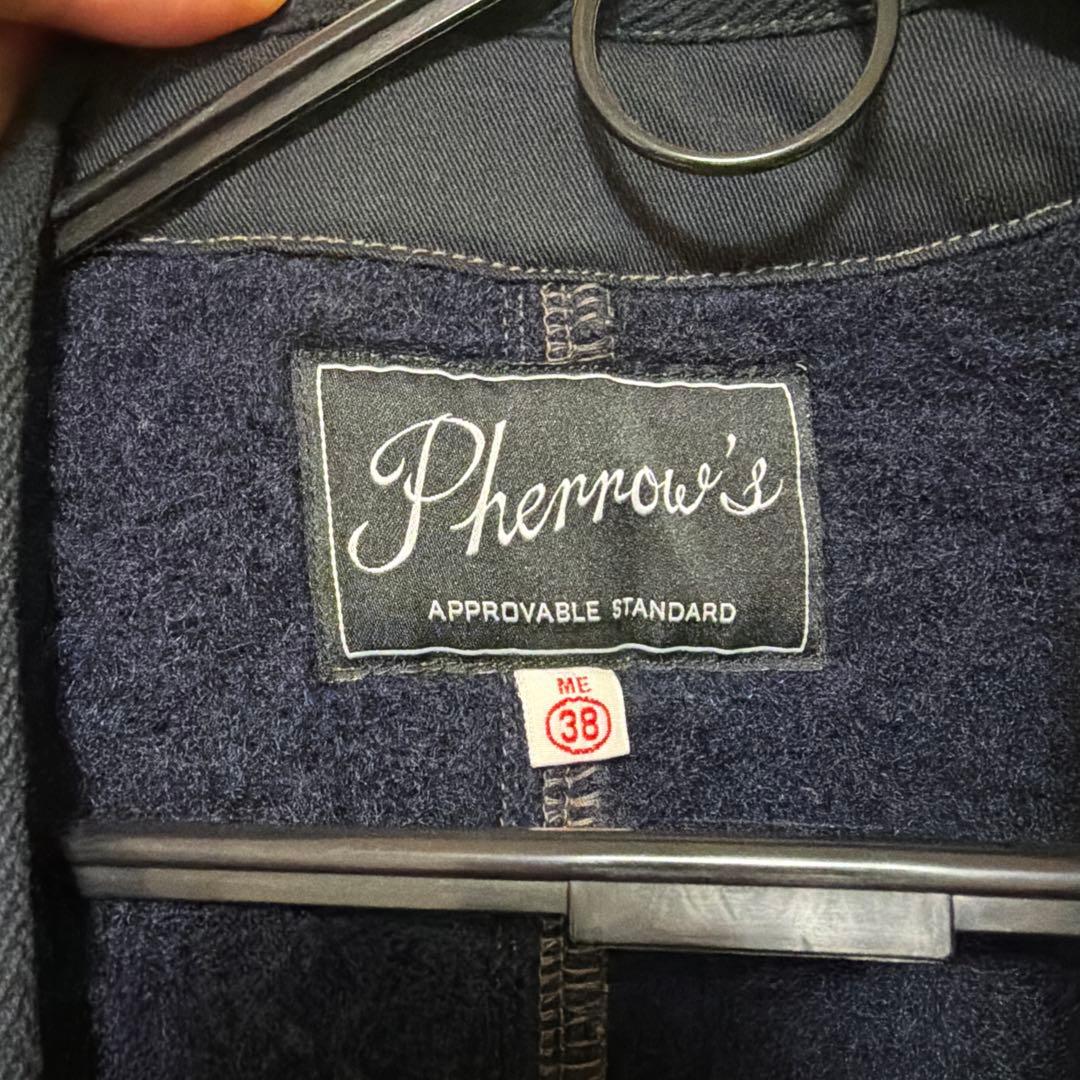 Pherrow's
APPROVABLE STANDARD
ME
38